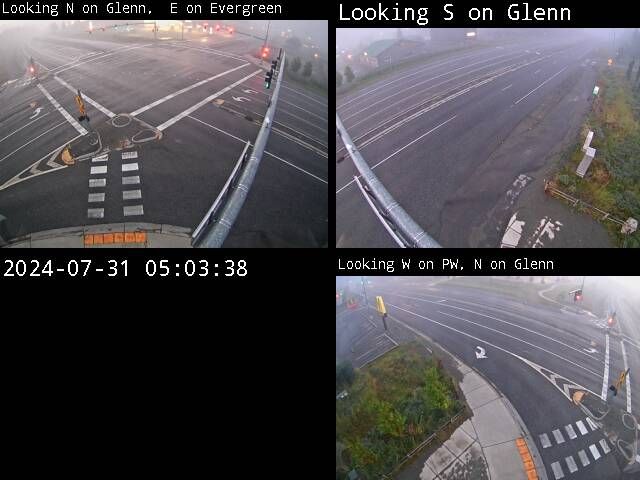 Looking N on Glenn,  E on Evergreen
Looking S on Glenn
2024-07-31 05:03:38
Looking W on PW, N on Glenn